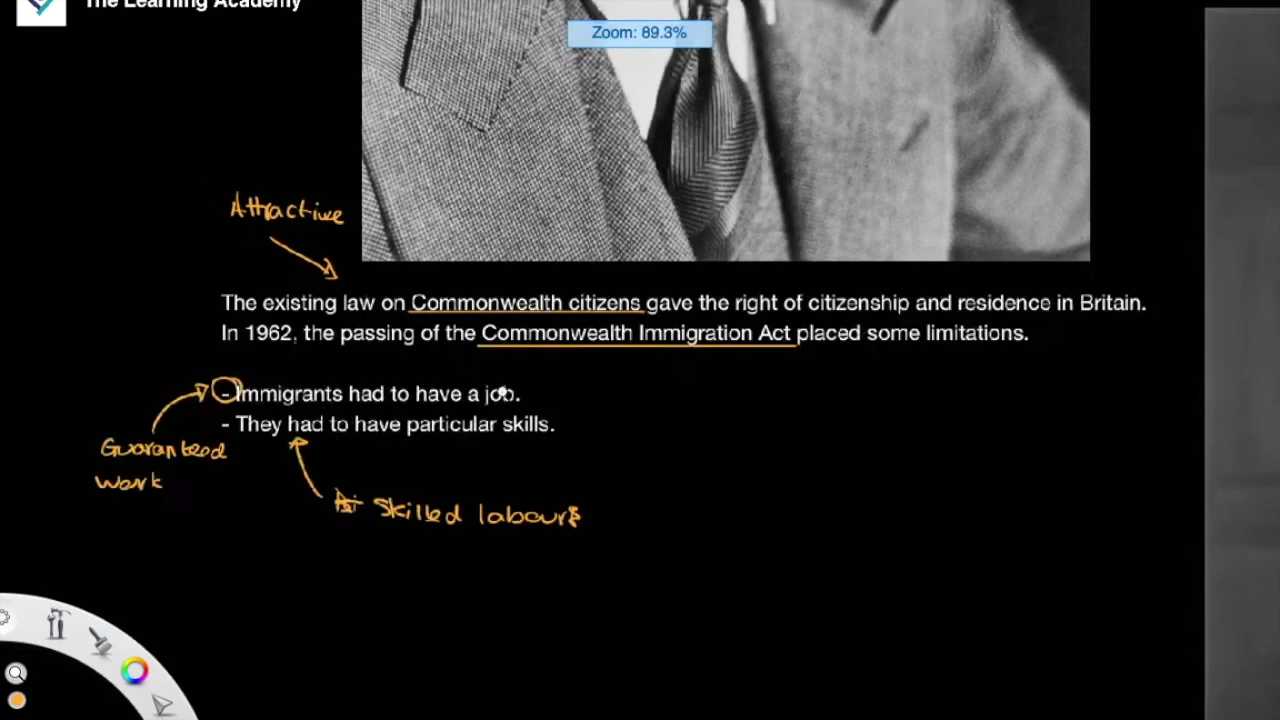 The Learning Academy
Zoom: 89.3%
Attractive
The existing law on Commonwealth citizens gave the right of citizenship and residence in Britain.
In 1962, the passing of the Commonwealth Immigration Act placed some limitations.
- Immigrants had to have a job.
- They had to have particular skills.
Guaranteed
work
Skilled labour